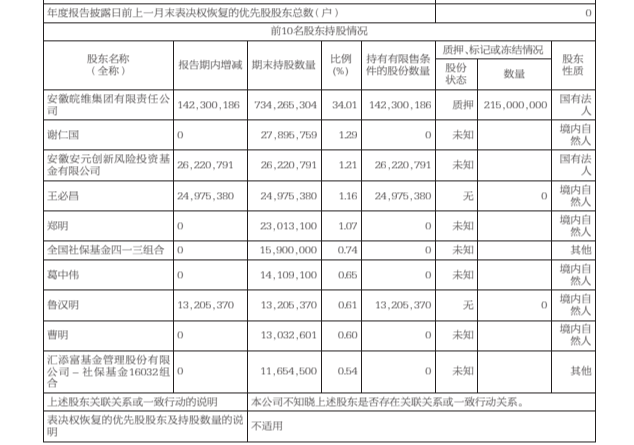 年度报告披露日前上一月末表决权恢复的优先股股东总数（户） 0
前10名股东持股情况
股东名称（全称） 报告期内增减 期末持股数量 比例(%) 持有有限售条件的股份数量 质押、标记或冻结情况 股东性质
股份状态 数量
安徽皖维集团有限责任公司 142,300,186 734,265,304 34.01 142,300,186 质押 215,000,000 国有法人
谢仁国 0 27,895,759 1.29 0 未知 境内自然人
安徽安元创新风险投资基金有限公司 26,220,791 26,220,791 1.21 26,220,791 未知 国有法人
王必昌 24,975,380 24,975,380 1.16 24,975,380 无 0 境内自然人
郑明 0 23,013,100 1.07 0 未知 境内自然人
全国社保基金四一三组合 0 15,900,000 0.74 0 未知 其他
葛中伟 0 14,109,100 0.65 0 未知 境内自然人
鲁汉明 13,205,370 13,205,370 0.61 13,205,370 无 0 境内自然人
曹明 0 13,032,601 0.60 0 未知 境内自然人
汇添富基金管理股份有限公司－社保基金16032组合 0 11,654,500 0.54 0 未知 其他
上述股东关联关系或一致行动的说明 本公司不知晓上述股东是否存在关联关系或一致行动关系。
表决权恢复的优先股股东及持股数量的说明 不适用